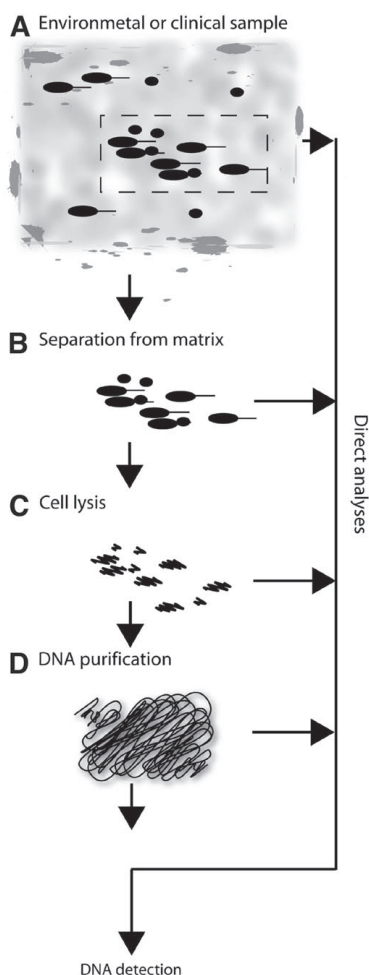 A Environmetal or clinical sample
B Separation from matrix
Direct analyses
C Cell lysis
D DNA purification
DNA detection